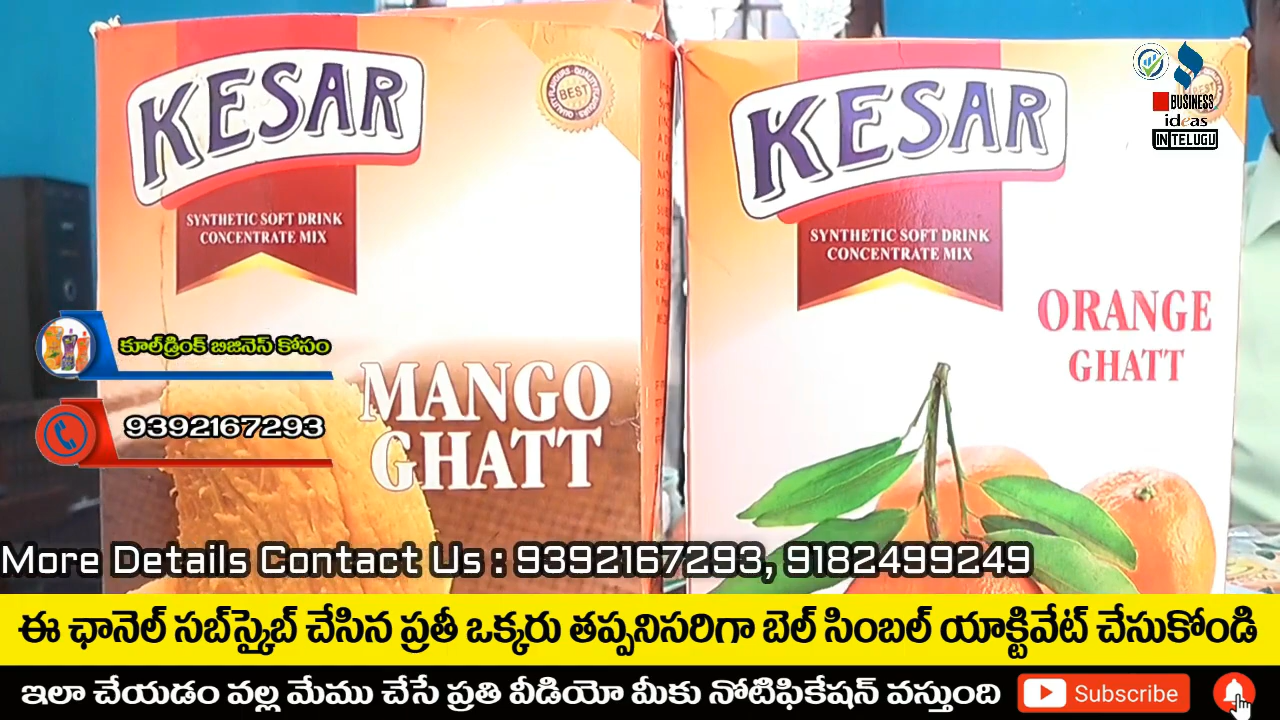 KESAR
SYNTHETIC SOFT DRINK
CONCENTRATE MIX
BEST
MANGO
GHATT
KESAR
SYNTHETIC SOFT DRINK
CONCENTRATE MIX
ORANGE
GHATT
BUSINESS
ideas
IN TELUGU
కూల్‌డ్రింక్ బిజినెస్ కోసం
9392167293
More Details Contact Us : 9392167293, 9182499249
ఈ ఛానెల్ సబ్‌స్క్రైబ్ చేసిన ప్రతీ ఒక్కరు తప్పనిసరిగా బెల్ సింబల్ యాక్టివేట్ చేసుకోండి
ఇలా చేయడం వల్ల మేము చేసే ప్రతి వీడియో మీకు నోటిఫికేషన్ వస్తుంది
Subscribe